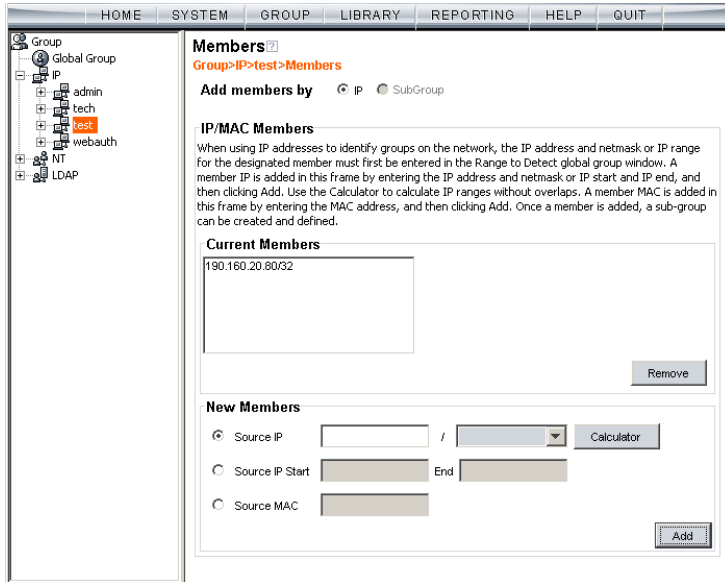 HOME SYSTEM GROUP LIBRARY REPORTING HELP QUIT
Group
Global Group
IP
admin
tech
test
webauth
NT
LDAP
Members?
Group>IP>test>Members
Add members by IP SubGroup
IP/MAC Members
When using IP addresses to identify groups on the network, the IP address and netmask or IP range
for the designated member must first be entered in the Range to Detect global group window. A
member IP is added in this frame by entering the IP address and netmask or IP start and IP end, and
then clicking Add. Use the Calculator to calculate IP ranges without overlaps. A member MAC is added in
this frame by entering the MAC address, and then clicking Add. Once a member is added, a sub-group
can be created and defined.
Current Members
190.160.20.80/32
Remove
New Members
Source IP / Calculator
Source IP Start End
Source MAC
Add